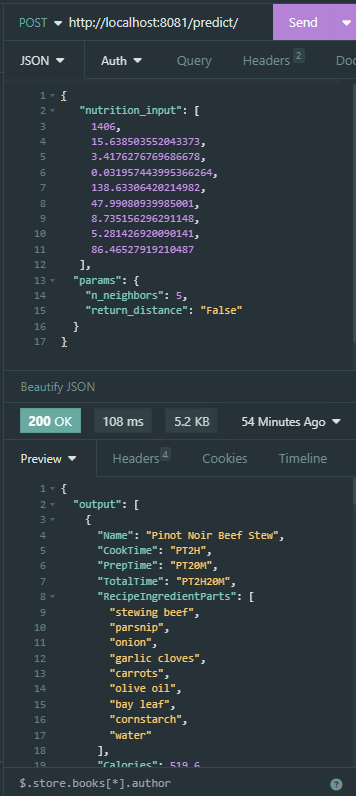 POST http://localhost:8081/predict/ Send
JSON Auth Query Headers 2 Doc
1 {
2 "nutrition_input": [
3 1406,
4 15.638503552043373,
5 3.4176276769686678,
6 0.031957443995366264,
7 138.63306420214982,
8 47.99080939985001,
9 8.735156296291148,
10 5.281426920090141,
11 86.46527919210487
12 ],
13 "params": {
14 "n_neighbors": 5,
15 "return_distance": "False"
16 }
17 }
Beautify JSON
200 OK 108 ms 5.2 KB 54 Minutes Ago
Preview Headers 4 Cookies Timeline
1 {
2 "output": [
3 {
4 "Name": "Pinot Noir Beef Stew",
5 "CookTime": "PT2H",
6 "PrepTime": "PT20M",
7 "TotalTime": "PT2H20M",
8 "RecipeIngredientParts": [
9 "stewing beef",
10 "parsnip",
11 "onion",
12 "garlic cloves",
13 "carrots",
14 "olive oil",
15 "bay leaf",
16 "cornstarch",
17 "water"
18 ],
19 "Calories": 519.6
$.store.books[*].author